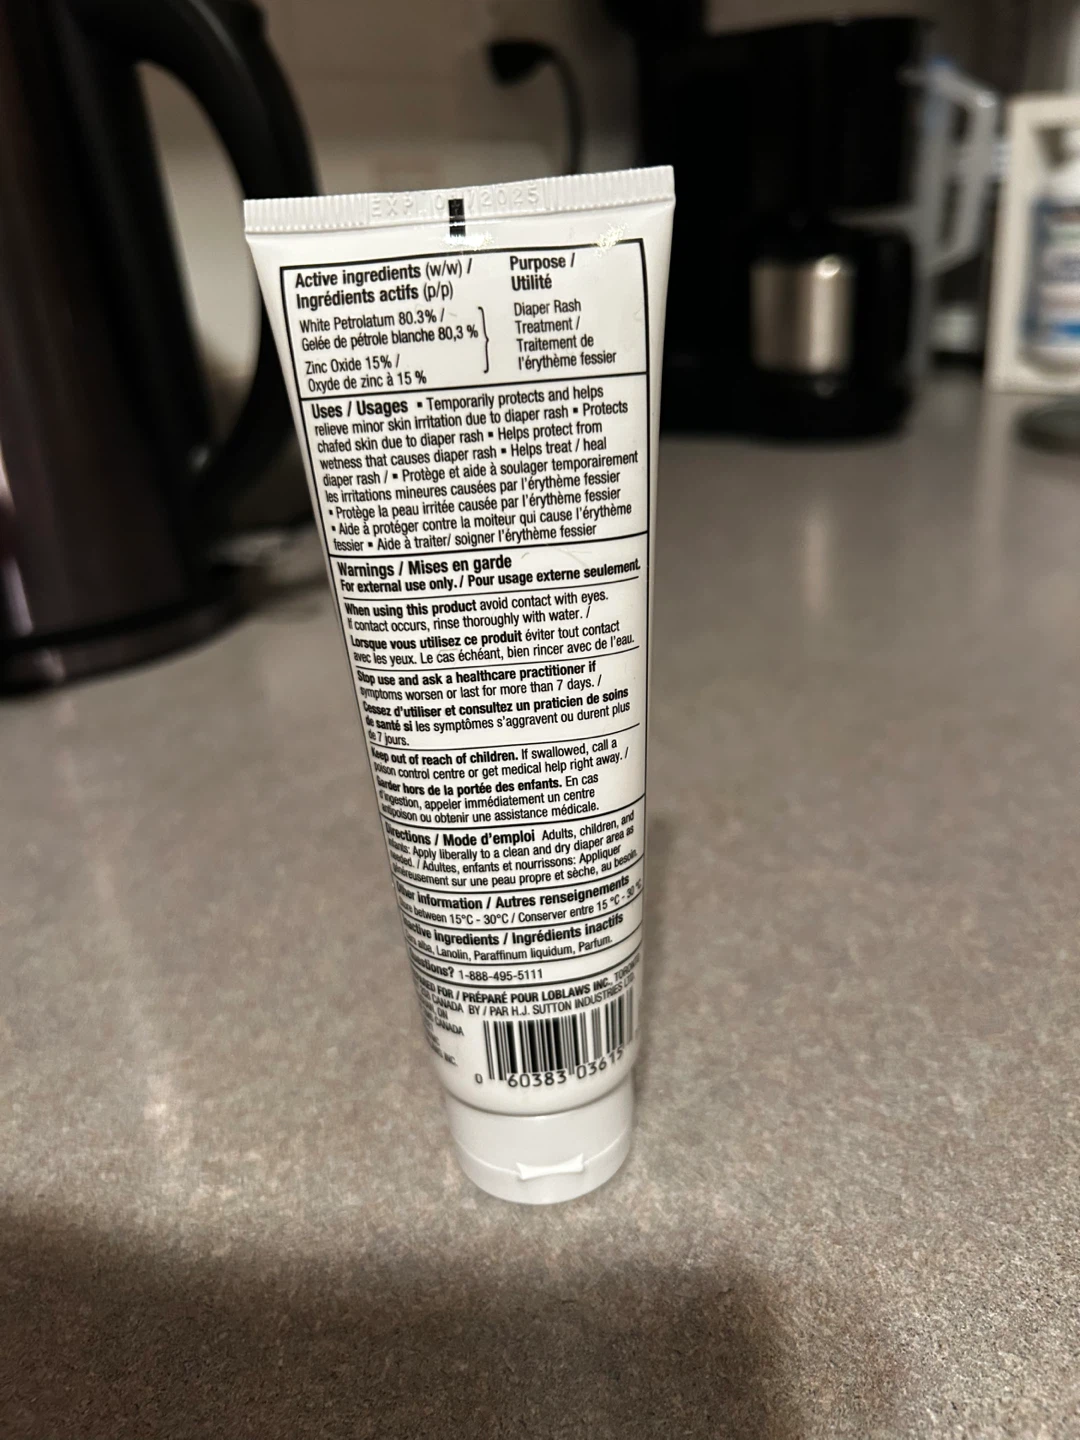 EXP /2025
Active ingredients (w/w) /
Ingrédients actifs (p/p)
White Petrolatum 80.3% /
Gelée de pétrole blanche 80,3 %
Zinc Oxide 15% /
Oxyde de zinc à 15 %
Purpose /
Utilité
Diaper Rash
Treatment /
Traitement de
l'érythème fessier
Uses / Usages ▪ Temporarily protects and helps
relieve minor skin irritation due to diaper rash ▪ Protects
chafed skin due to diaper rash ▪ Helps protect from
wetness that causes diaper rash ▪ Helps treat / heal
diaper rash / ▪ Protège et aide à soulager temporairement
les irritations mineures causées par l'érythème fessier
▪ Protège la peau irritée causée par l'érythème fessier
▪ Aide à protéger contre la moiteur qui cause l'érythème
fessier ▪ Aide à traiter/ soigner l'érythème fessier
Warnings / Mises en garde
For external use only. / Pour usage externe seulement.
When using this product avoid contact with eyes.
If contact occurs, rinse thoroughly with water. /
Lorsque vous utilisez ce produit éviter tout contact
avec les yeux. Le cas échéant, bien rincer avec de l'eau.
Stop use and ask a healthcare practitioner if
symptoms worsen or last for more than 7 days. /
Cessez d'utiliser et consultez un praticien de soins
de santé si les symptômes s'aggravent ou durent plus
de 7 jours.
Keep out of reach of children. If swallowed, call a
poison control centre or get medical help right away. /
Garder hors de la portée des enfants. En cas
d'ingestion, appeler immédiatement un centre
antipoison ou obtenir une assistance médicale.
Directions / Mode d'emploi Adults, children, and
infants: Apply liberally to a clean and dry diaper area as
needed. / Adultes, enfants et nourrissons: Appliquer
généreusement sur une peau propre et sèche, au besoin.
Other information / Autres renseignements
between 15°C - 30°C / Conserver entre 15 °C - 30 °C
Inactive ingredients / Ingrédients inactifs
alba, Lanolin, Paraffinum liquidum, Parfum.
Questions? 1-888-495-5111
FOR / PRÉPARÉ POUR LOBLAWS INC., TORONTO
CANADA BY / PAR H.J. SUTTON INDUSTRIES LTD.
ON
CANADA
INC.
0 60383 03615